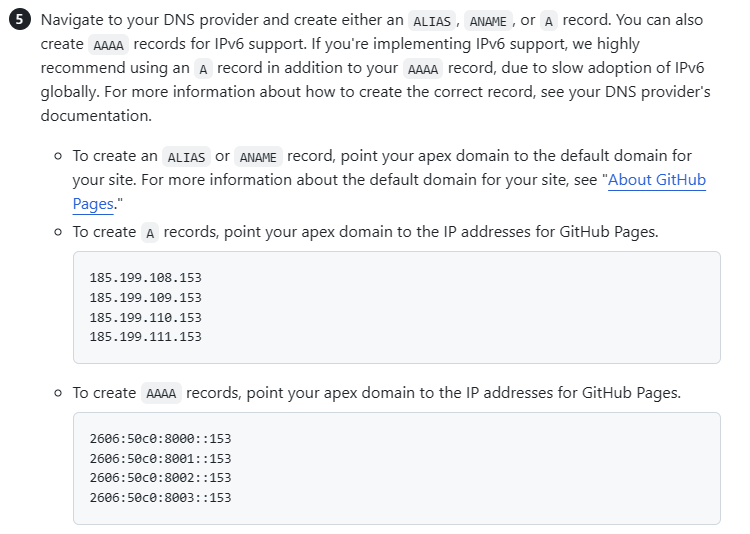 5 Navigate to your DNS provider and create either an ALIAS, ANAME, or A record. You can also
create AAAA records for IPv6 support. If you're implementing IPv6 support, we highly
recommend using an A record in addition to your AAAA record, due to slow adoption of IPv6
globally. For more information about how to create the correct record, see your DNS provider's
documentation.
To create an ALIAS or ANAME record, point your apex domain to the default domain for
your site. For more information about the default domain for your site, see "About GitHub
Pages."
To create A records, point your apex domain to the IP addresses for GitHub Pages.
185.199.108.153
185.199.109.153
185.199.110.153
185.199.111.153
To create AAAA records, point your apex domain to the IP addresses for GitHub Pages.
2606:50c0:8000::153
2606:50c0:8001::153
2606:50c0:8002::153
2606:50c0:8003::153